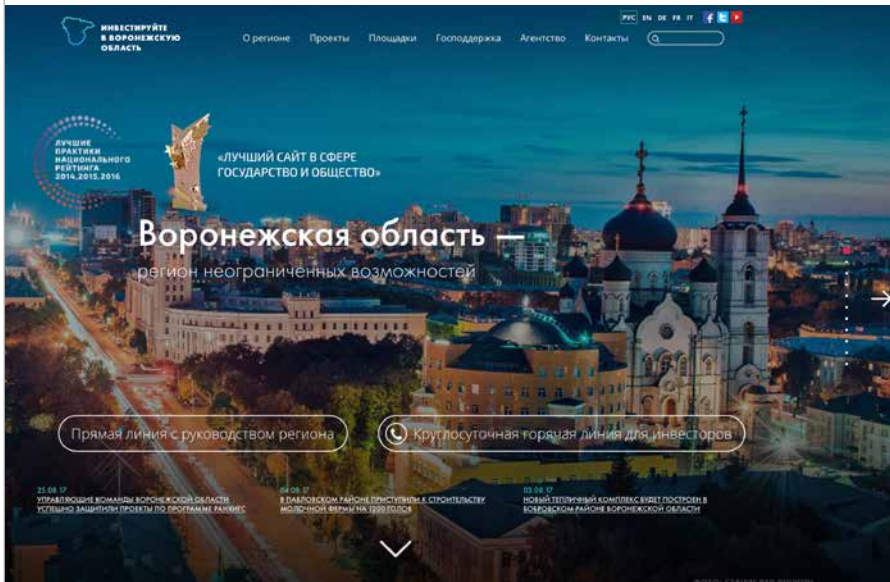 РУС EN DE FR IT
ИНВЕСТИРУЙТЕ
В ВОРОНЕЖСКУЮ
ОБЛАСТЬ
О регионе Проекты Площадки Господдержка Агентство Контакты
ЛУЧШИЕ
ПРАКТИКИ
НАЦИОНАЛЬНОГО
РЕЙТИНГА
2014,2015,2016
«ЛУЧШИЙ САЙТ В СФЕРЕ
ГОСУДАРСТВО И ОБЩЕСТВО»
Воронежская область —
регион неограниченных возможностей
Прямая линия с руководством региона
Круглосуточная горячая линия для инвесторов
25.08.17
УПРАВЛЯЮЩИЕ КОМАНДЫ ВОРОНЕЖСКОЙ ОБЛАСТИ
УСПЕШНО ЗАЩИТИЛИ ПРОЕКТЫ ПО ПРОГРАММЕ РАНХИГС
04.08.17
В ПАВЛОВСКОМ РАЙОНЕ ПРИСТУПИЛИ К СТРОИТЕЛЬСТВУ
МОЛОЧНОЙ ФЕРМЫ НА 1200 ГОЛОВ
03.08.17
НОВЫЙ ТЕПЛИЧНЫЙ КОМПЛЕКС БУДЕТ ПОСТРОЕН В
БОБРОВСКОМ РАЙОНЕ ВОРОНЕЖСКОЙ ОБЛАСТИ